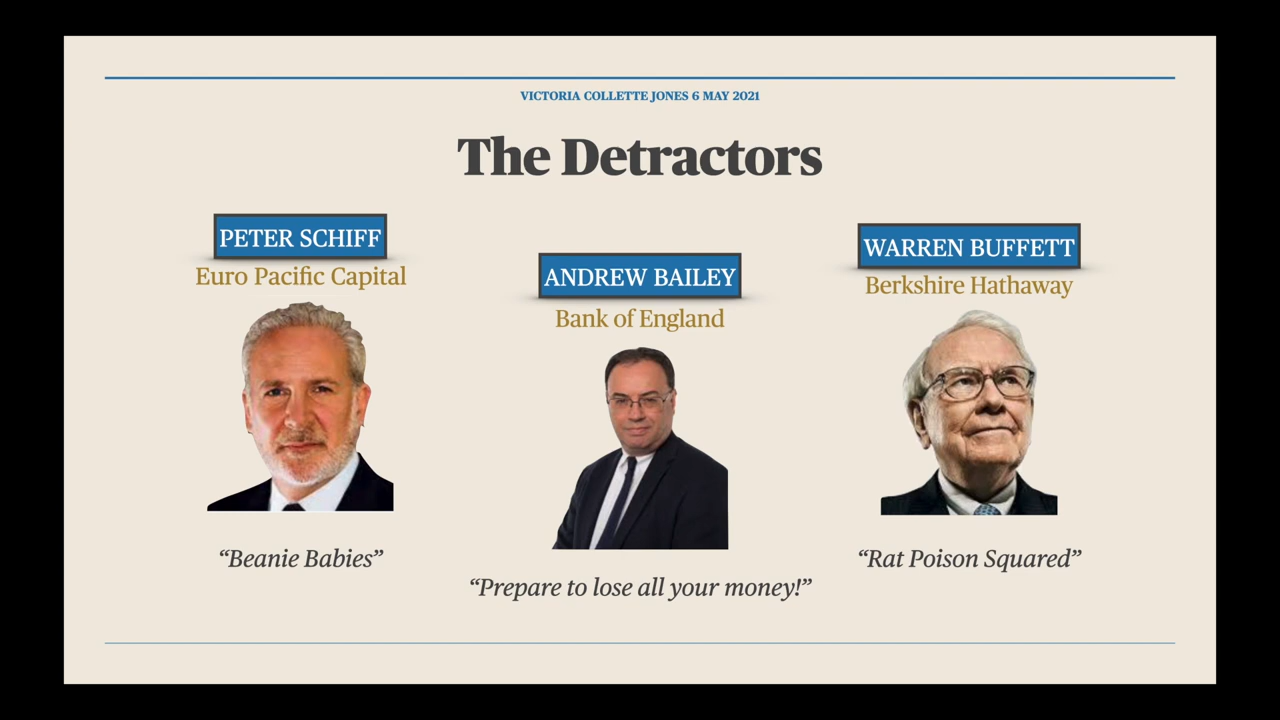 VICTORIA COLLETTE JONES 6 MAY 2021
The Detractors
PETER SCHIFF
Euro Pacific Capital
“Beanie Babies”
ANDREW BAILEY
Bank of England
“Prepare to lose all your money!”
WARREN BUFFETT
Berkshire Hathaway
“Rat Poison Squared”